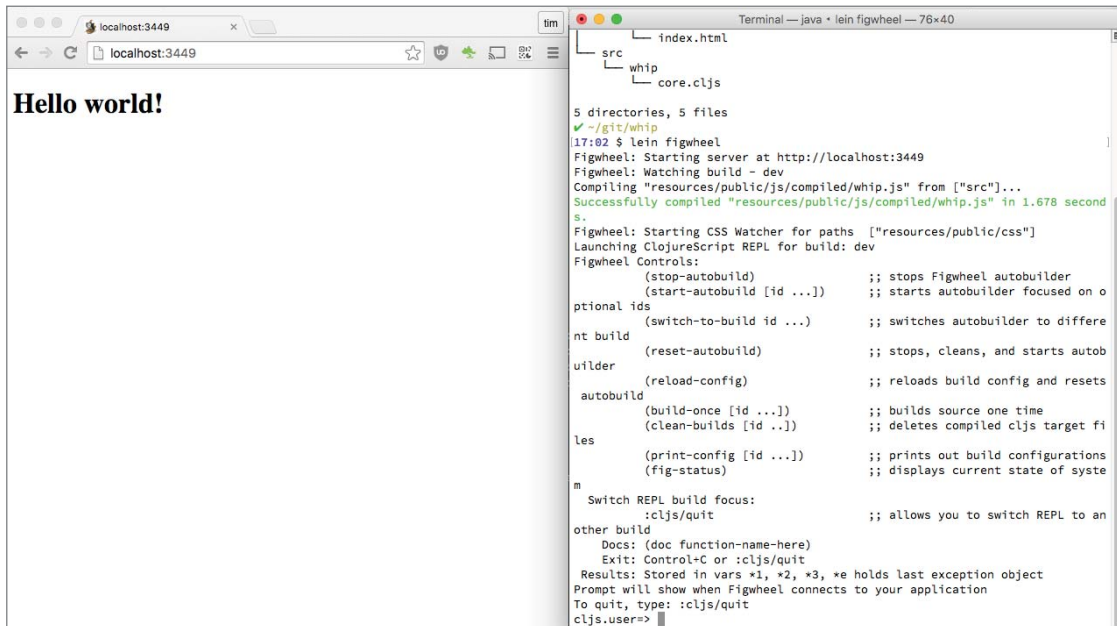 localhost:3449
tim
localhost:3449
Hello world!
Terminal — java • lein figwheel — 76×40
│       └── index.html
└── src
    └── whip
        └── core.cljs
5 directories, 5 files
✔ ~/git/whip
[17:02 $ lein figwheel ]
Figwheel: Starting server at http://localhost:3449
Figwheel: Watching build - dev
Compiling "resources/public/js/compiled/whip.js" from ["src"]...
Successfully compiled "resources/public/js/compiled/whip.js" in 1.678 second
s.
Figwheel: Starting CSS Watcher for paths  ["resources/public/css"]
Launching ClojureScript REPL for build: dev
Figwheel Controls:
          (stop-autobuild)                ;; stops Figwheel autobuilder
          (start-autobuild [id ...])      ;; starts autobuilder focused on o
ptional ids
          (switch-to-build id ...)        ;; switches autobuilder to differe
nt build
          (reset-autobuild)               ;; stops, cleans, and starts autob
uilder
          (reload-config)                 ;; reloads build config and resets
 autobuild
          (build-once [id ...])           ;; builds source one time
          (clean-builds [id ..])          ;; deletes compiled cljs target fi
les
          (print-config [id ...])         ;; prints out build configurations
          (fig-status)                    ;; displays current state of syste
m
  Switch REPL build focus:
          :cljs/quit                      ;; allows you to switch REPL to an
other build
    Docs: (doc function-name-here)
    Exit: Control+C or :cljs/quit
 Results: Stored in vars *1, *2, *3, *e holds last exception object
Prompt will show when Figwheel connects to your application
To quit, type: :cljs/quit
cljs.user=>